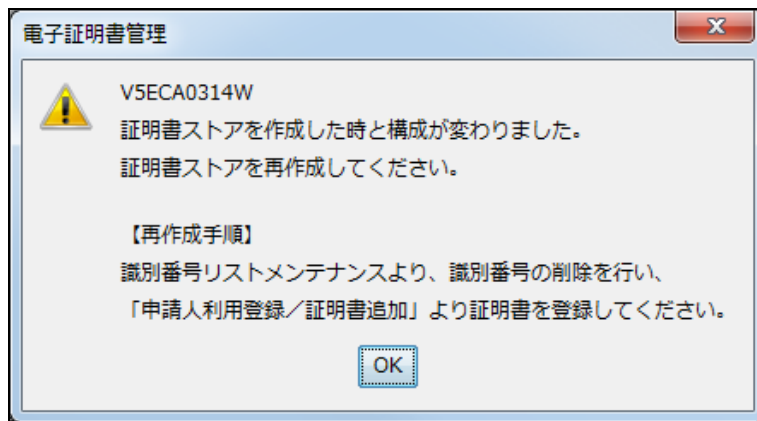 電子証明書管理
V5ECA0314W
証明書ストアを作成した時と構成が変わりました。
証明書ストアを再作成してください。
【再作成手順】
識別番号リストメンテナンスより、識別番号の削除を行い、
「申請人利用登録／証明書追加」より証明書を登録してください。
OK